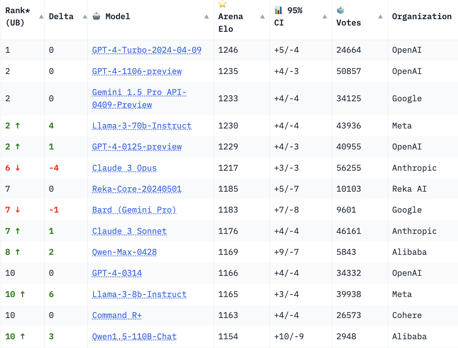 Rank* (UB) Delta 🤖 Model ⭐ Arena Elo 📊 95% CI 🗳️ Votes Organization
1 0 GPT-4-Turbo-2024-04-09 1246 +5/-4 24664 OpenAI
2 0 GPT-4-1106-preview 1235 +4/-3 50857 OpenAI
2 0 Gemini 1.5 Pro API-0409-Preview 1233 +4/-4 34125 Google
2 ↑ 4 Llama-3-70b-Instruct 1230 +4/-4 43936 Meta
2 ↑ 1 GPT-4-0125-preview 1229 +4/-3 40955 OpenAI
6 ↓ -4 Claude 3 Opus 1217 +3/-3 56255 Anthropic
7 0 Reka-Core-20240501 1185 +5/-7 10103 Reka AI
7 ↓ -1 Bard (Gemini Pro) 1183 +7/-8 9601 Google
7 ↑ 1 Claude 3 Sonnet 1176 +4/-4 46161 Anthropic
8 ↑ 2 Qwen-Max-0428 1169 +9/-7 5843 Alibaba
10 0 GPT-4-0314 1166 +4/-4 34332 OpenAI
10 ↑ 6 Llama-3-8b-Instruct 1165 +4/-3 39938 Meta
10 0 Command R+ 1163 +4/-4 26573 Cohere
10 ↑ 3 Qwen1.5-110B-Chat 1154 +10/-9 2948 Alibaba